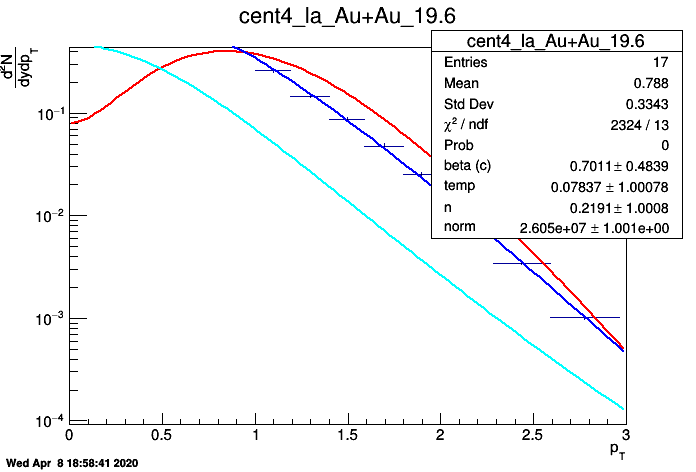 cent4_la_Au+Au_19.6
d²N
dydp_T
cent4_la_Au+Au_19.6
Entries 17
Mean 0.788
Std Dev 0.3343
χ² / ndf 2324 / 13
Prob 0
beta (c) 0.7011 ± 0.4839
temp 0.07837 ± 1.00078
n 0.2191 ± 1.0008
norm 2.605e+07 ± 1.001e+00
10⁻¹
10⁻²
10⁻³
10⁻⁴
0 0.5 1 1.5 2 2.5 3
p_T
Wed Apr 8 18:58:41 2020